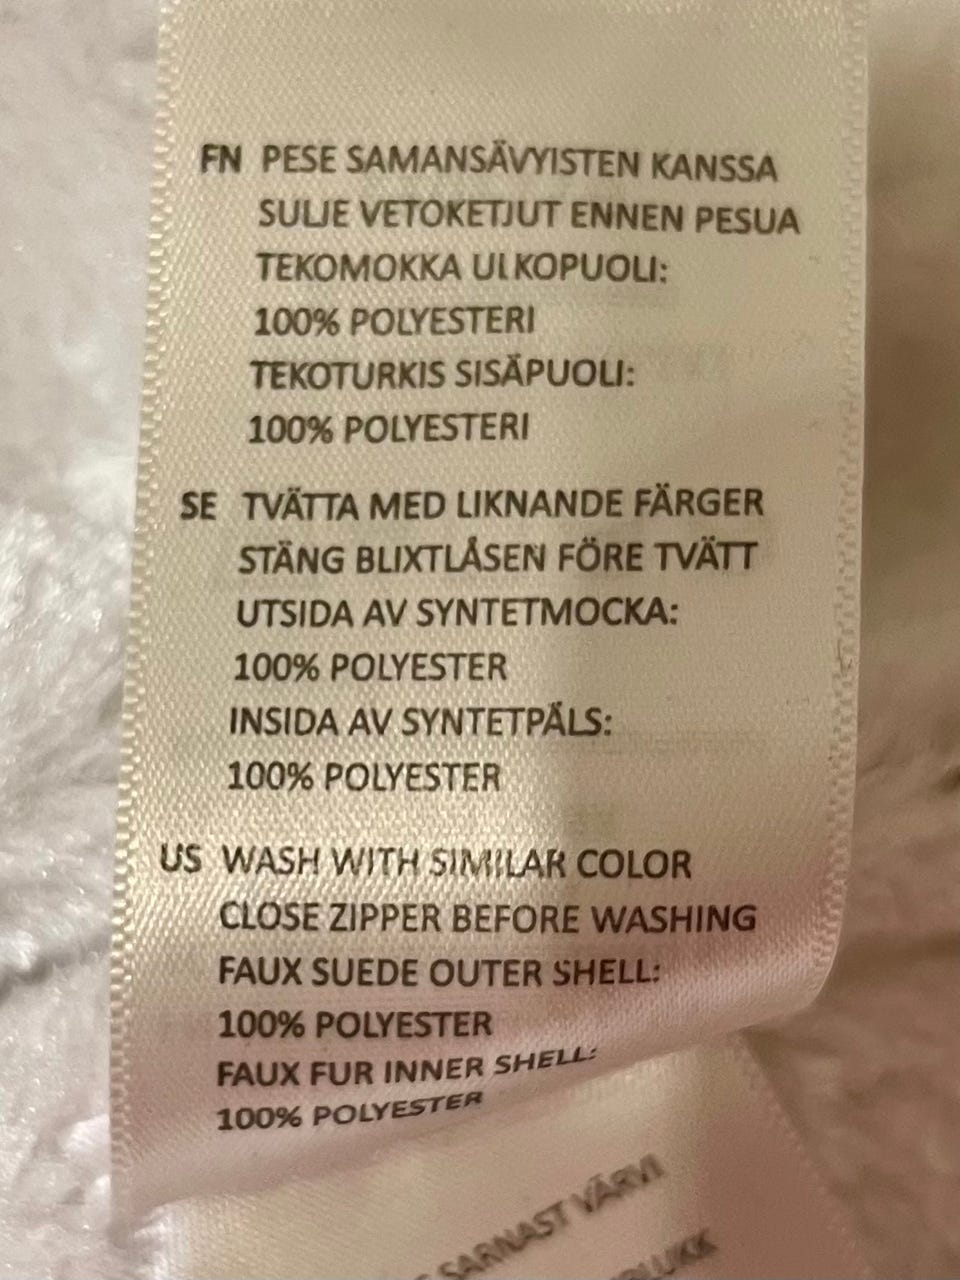 FN PESE SAMANSÄVYISTEN KANSSA
SULJE VETOKETJUT ENNEN PESUA
TEKOMOKKA ULKOPUOLI:
100% POLYESTERI
TEKOTURKIS SISÄPUOLI:
100% POLYESTERI
SE TVÄTTA MED LIKNANDE FÄRGER
STÄNG BLIXTLÅSEN FÖRE TVÄTT
UTSIDA AV SYNTETMOCKA:
100% POLYESTER
INSIDA AV SYNTETPÄLS:
100% POLYESTER
US WASH WITH SIMILAR COLOR
CLOSE ZIPPER BEFORE WASHING
FAUX SUEDE OUTER SHELL:
100% POLYESTER
FAUX FUR INNER SHELL:
100% POLYESTER
SARNAST VÄRVI